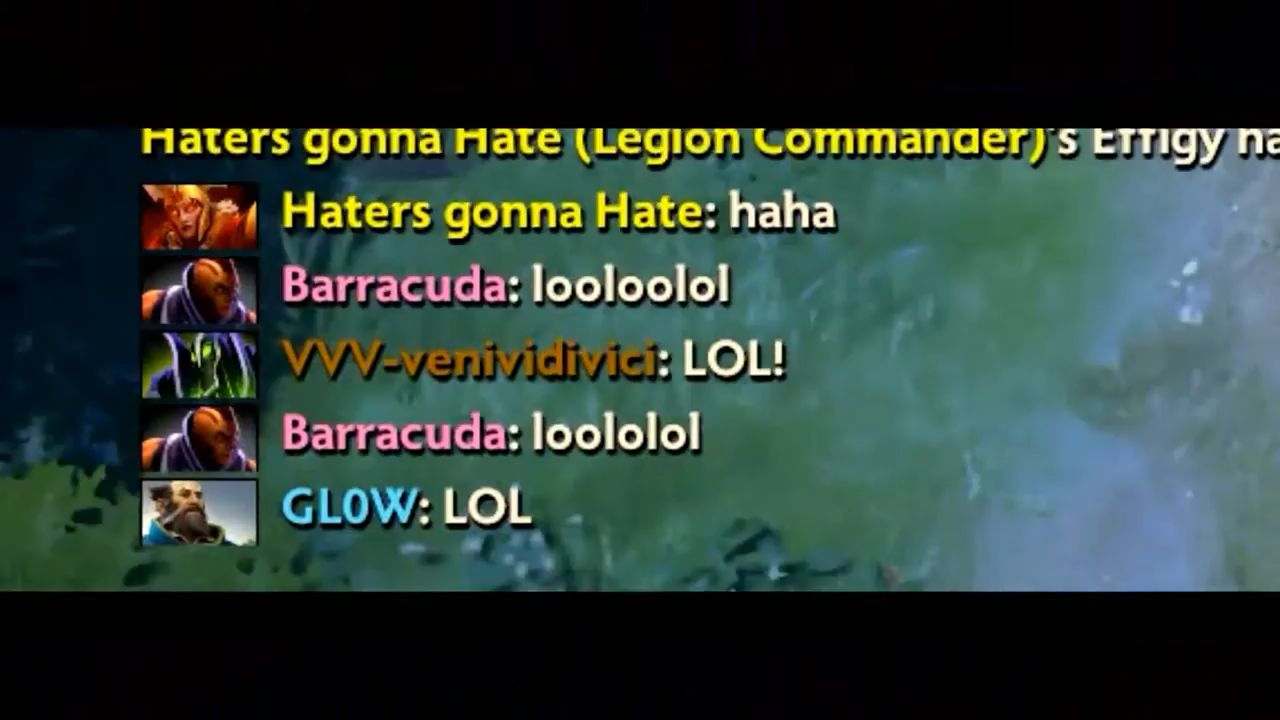 Haters gonna Hate (Legion Commander)'s Effigy ha
Haters gonna Hate: haha
Barracuda: looloolol
VVV-venividivici: LOL!
Barracuda: loololol
GL0W: LOL